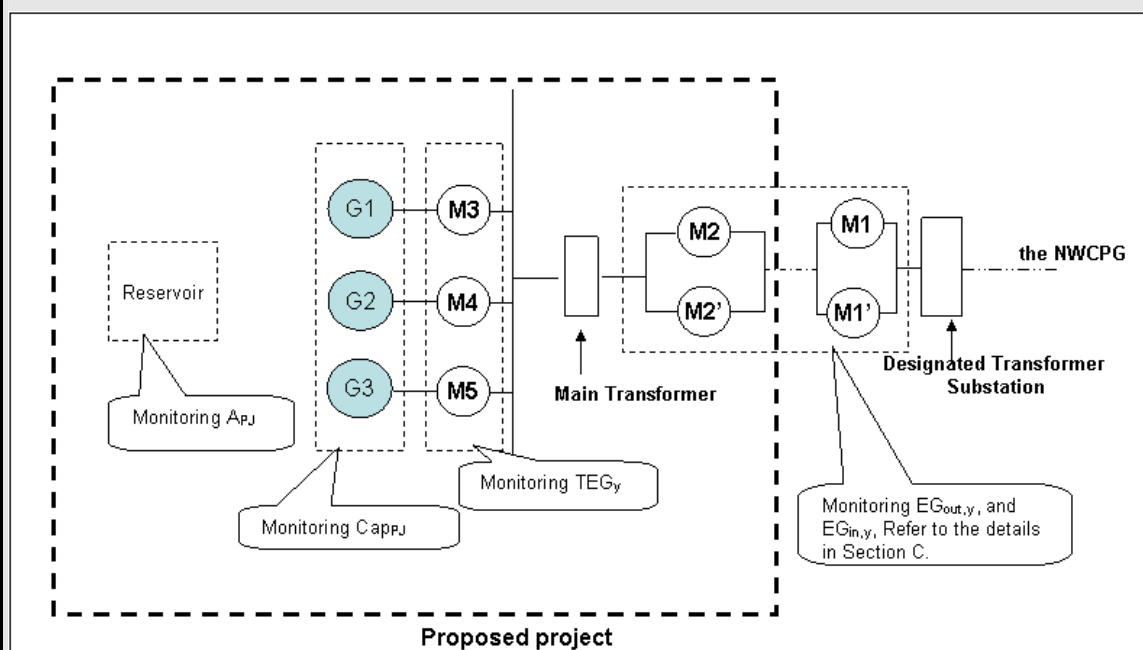 G1
M3
M2
M1
the NWCPG
Reservoir
G2
M4
M2'
M1'
Designated Transformer
Substation
G3
M5
Main Transformer
Monitoring APJ
Monitoring TEGy
Monitoring CapPJ
Monitoring EGout,y, and
EGin,y, Refer to the details
in Section C.
Proposed project